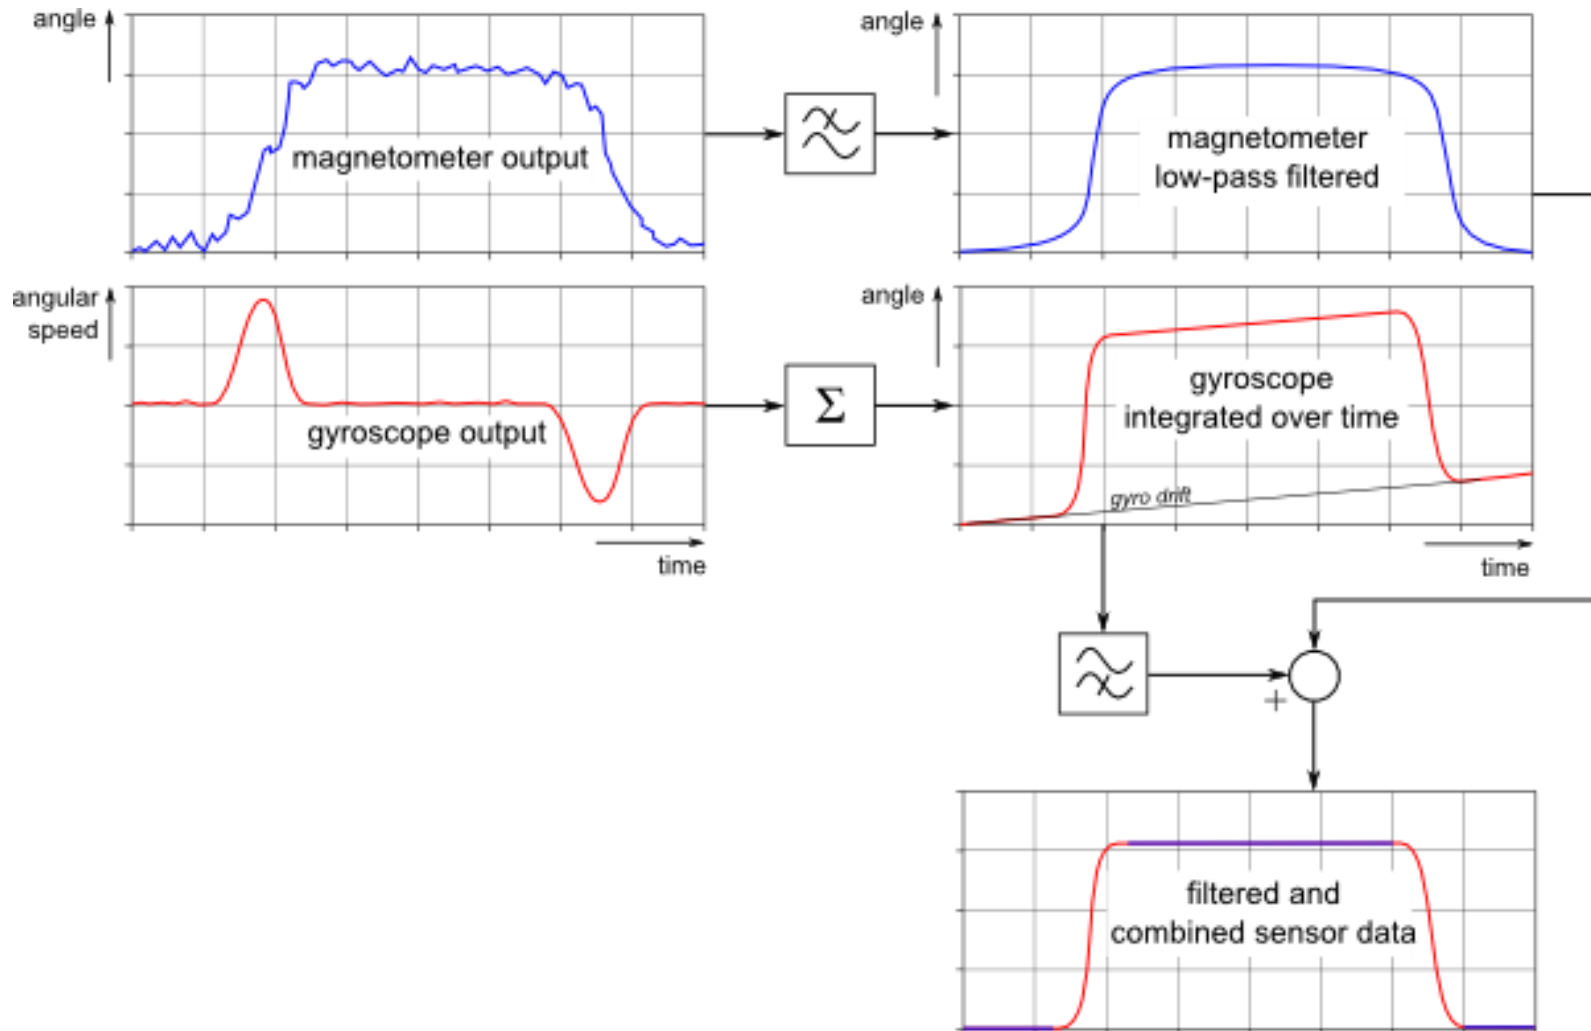 angle
magnetometer output
angle
magnetometer
low-pass filtered
angular
speed
gyroscope output
time
Σ
angle
gyroscope
integrated over time
gyro drift
time
+
filtered and
combined sensor data